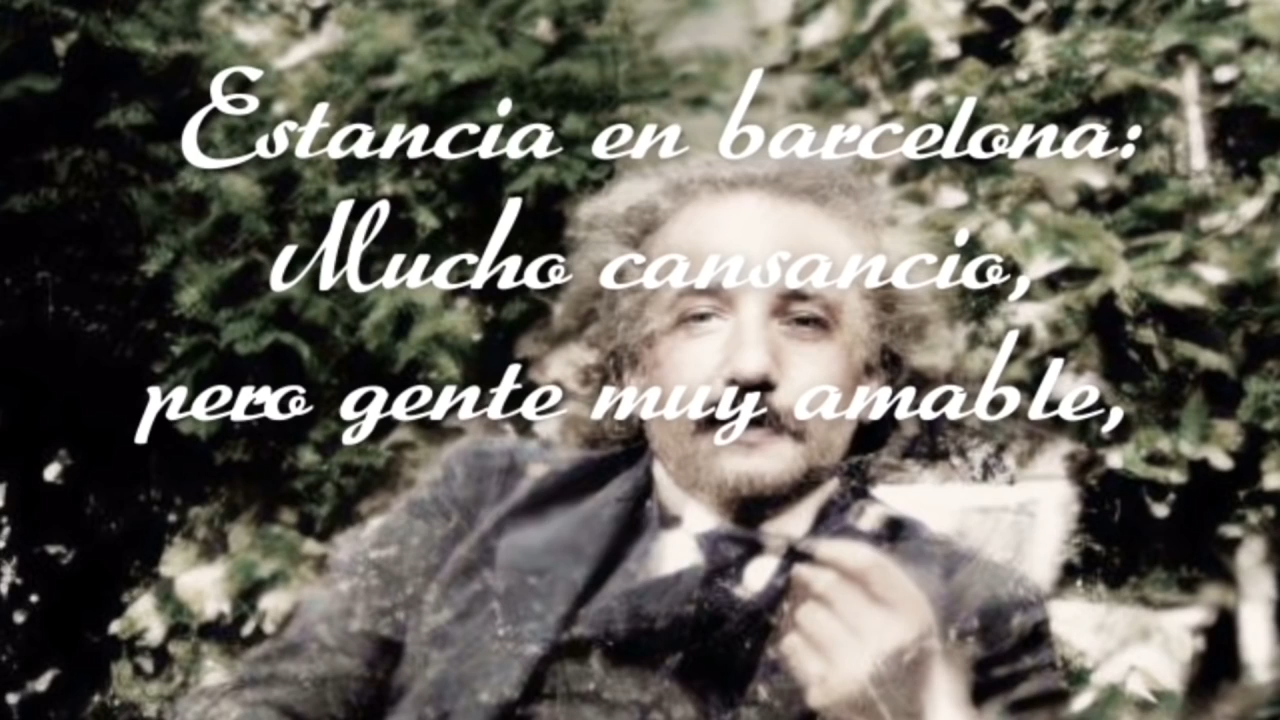 Estancia en barcelona:
Mucho cansancio,
pero gente muy amable,